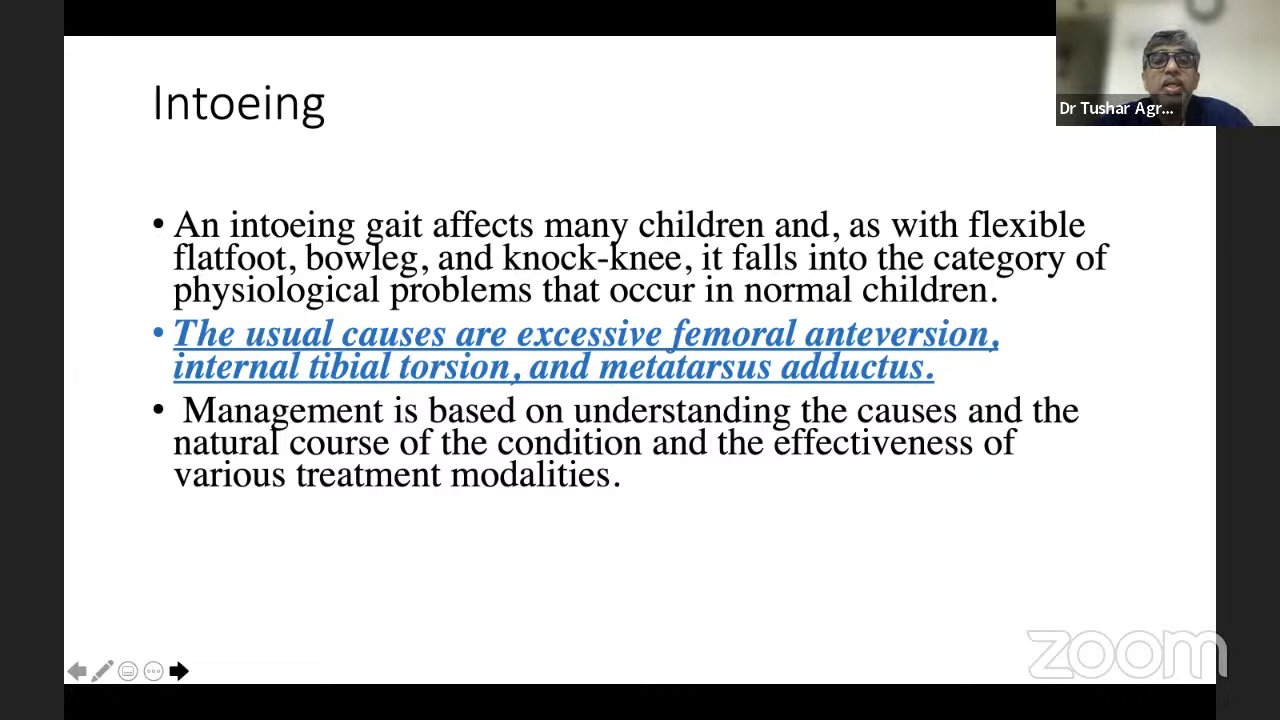 Intoeing
Dr Tushar Agr...
• An intoeing gait affects many children and, as with flexible
flatfoot, bowleg, and knock-knee, it falls into the category of
physiological problems that occur in normal children.
• The usual causes are excessive femoral anteversion,
internal tibial torsion, and metatarsus adductus.
• Management is based on understanding the causes and the
natural course of the condition and the effectiveness of
various treatment modalities.
zoom